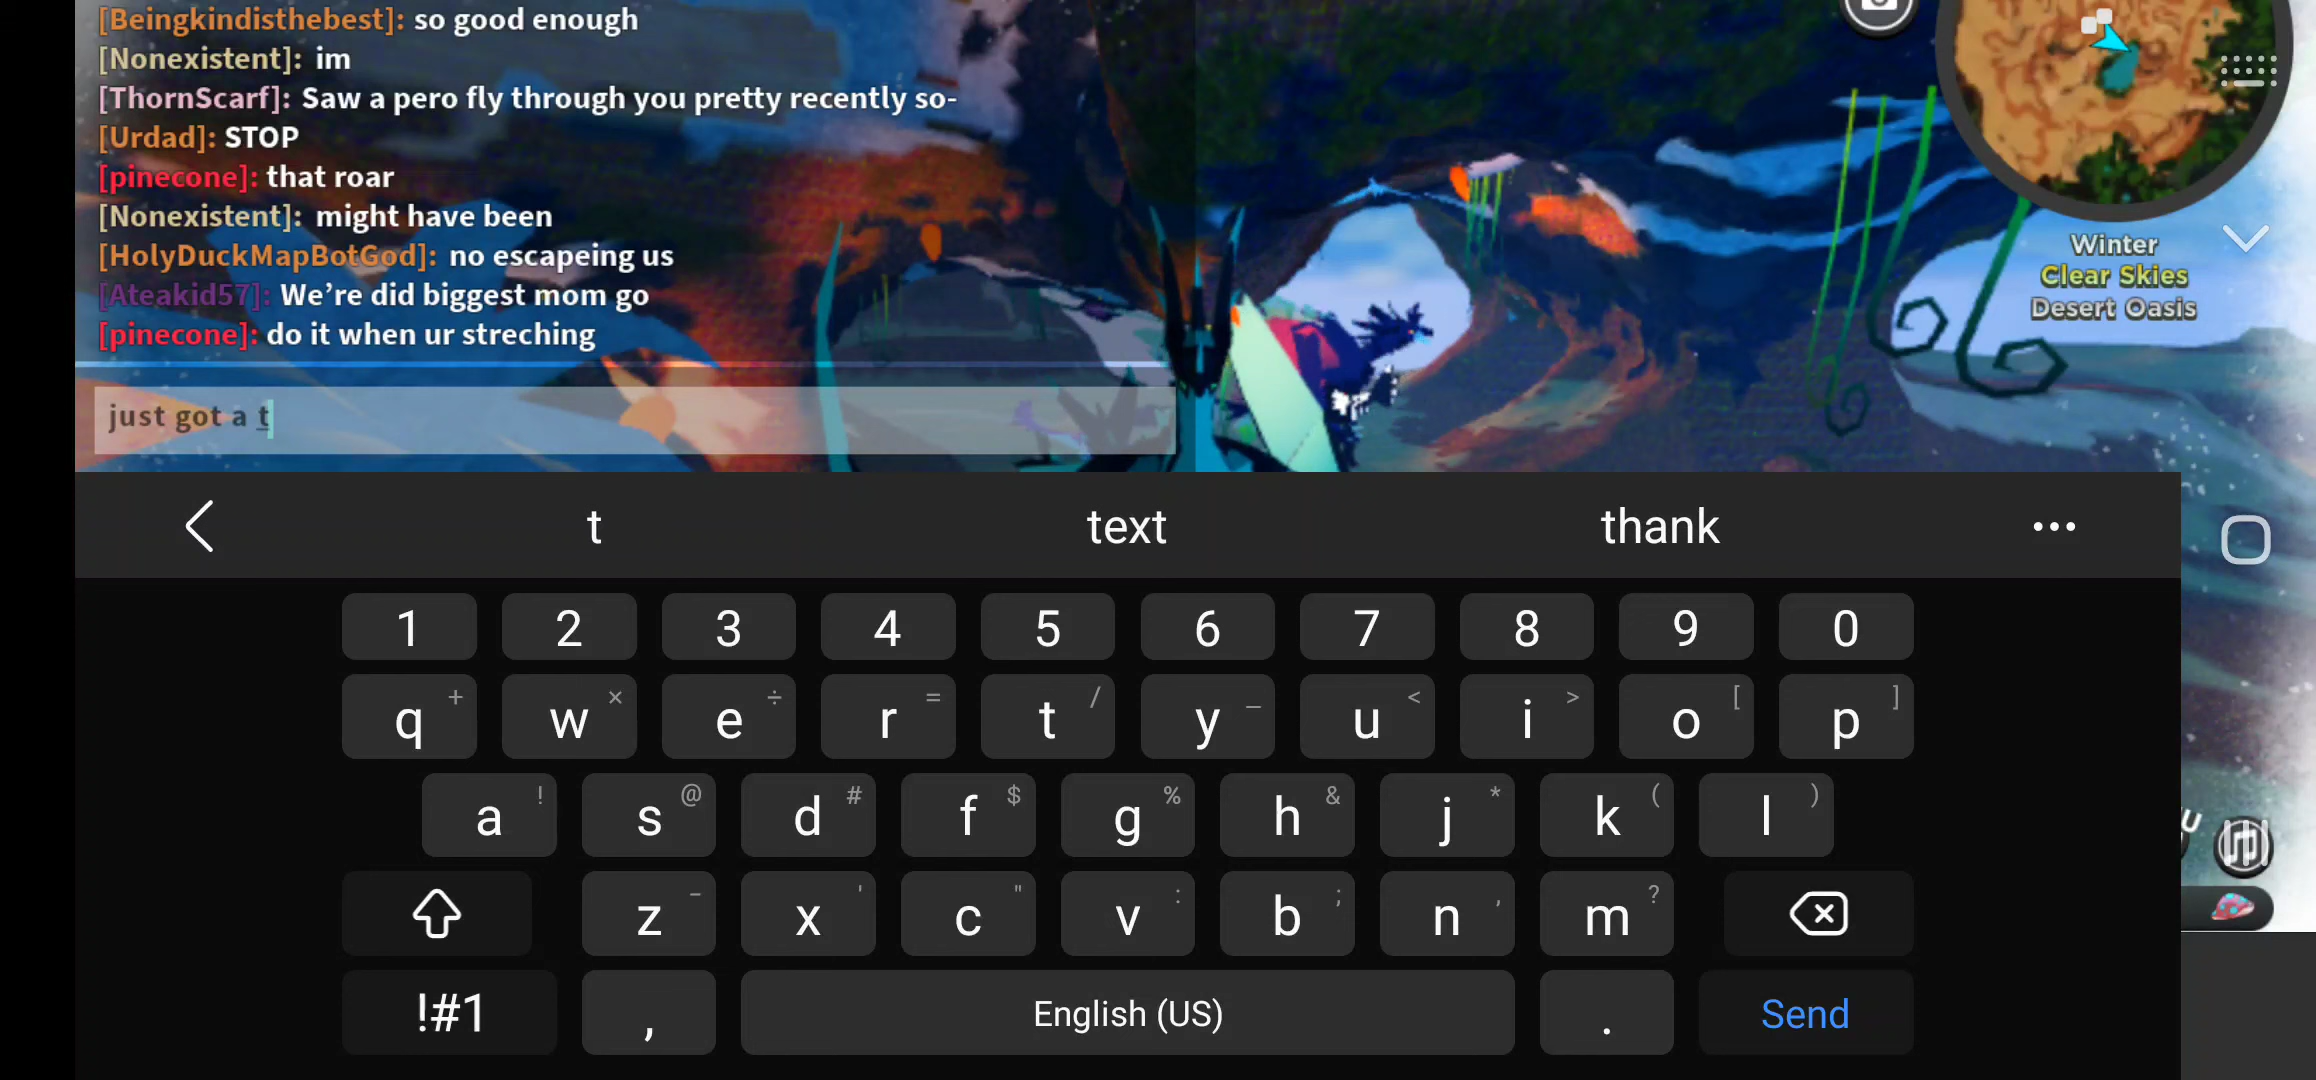 [Beingkindisthebest]: so good enough
[Nonexistent]: im
[ThornScarf]: Saw a pero fly through you pretty recently so-
[Urdad]: STOP
[pinecone]: that roar
[Nonexistent]: might have been
[HolyDuckMapBotGod]: no escapeing us
[Ateakid57]: We’re did biggest mom go
[pinecone]: do it when ur streching
just got a t
Winter
Clear Skies
Desert Oasis
t text thank
1 2 3 4 5 6 7 8 9 0
q + w × e ÷ r = t / y _ u < i > o [ p ]
a ! s @ d # f $ g % h & j * k ( l )
z - x ' c " v : b ; n , m ?
!#1 , English (US) . Send